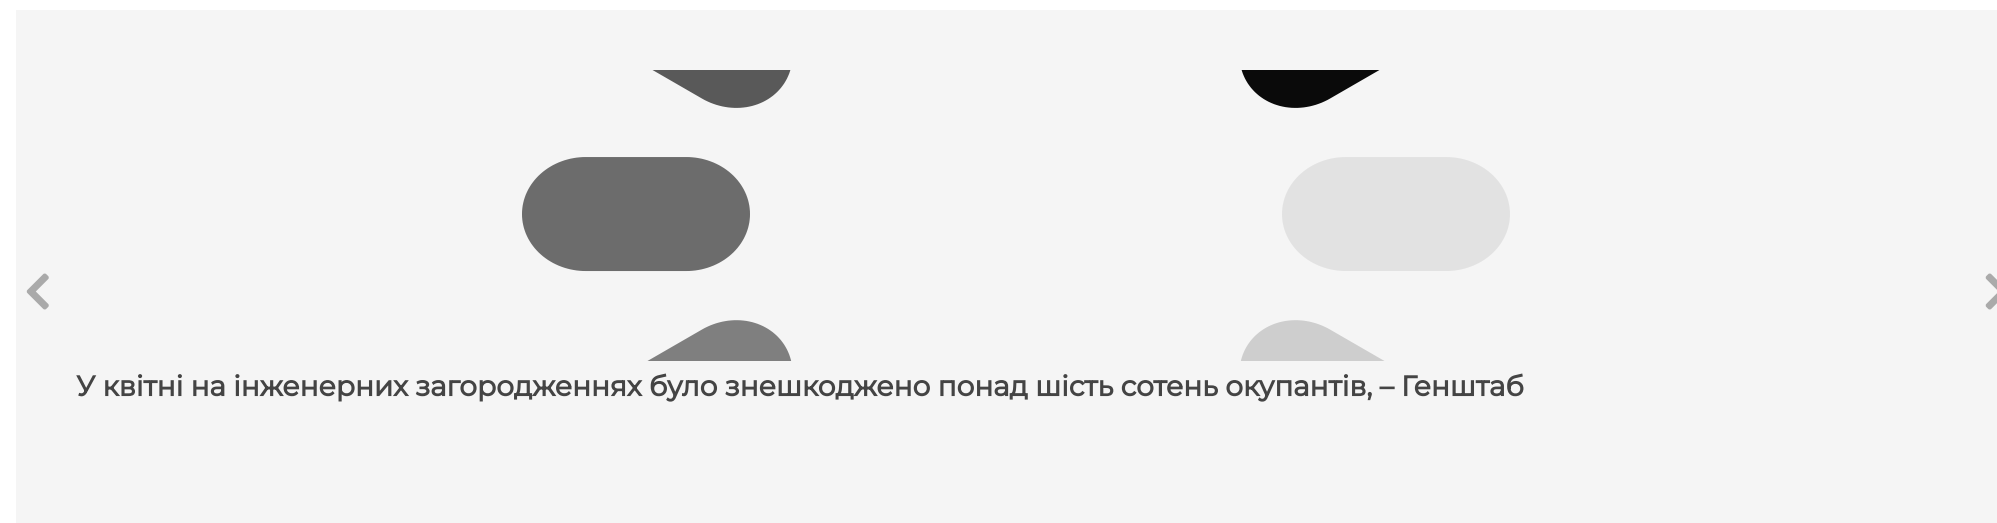 У квітні на інженерних загородженнях було знешкоджено понад шість сотень окупантів, – Генштаб